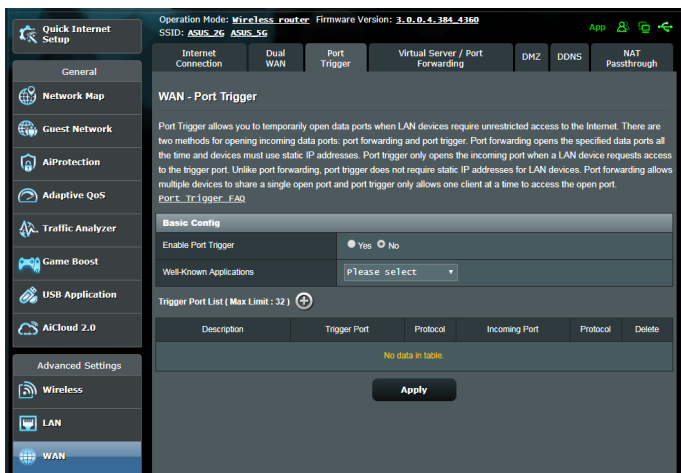 Quick Internet
Setup
General
Network Map
Guest Network
AiProtection
Adaptive QoS
Traffic Analyzer
Game Boost
USB Application
AiCloud 2.0
Advanced Settings
Wireless
LAN
WAN
Operation Mode: Wireless router Firmware Version: 3.0.0.4.384_4360
SSID: ASUS_2G ASUS_5G
App
Internet
Connection
Dual
WAN
Port
Trigger
Virtual Server / Port
Forwarding
DMZ
DDNS
NAT
Passthrough
WAN - Port Trigger
Port Trigger allows you to temporarily open data ports when LAN devices require unrestricted access to the Internet. There are
two methods for opening incoming data ports: port forwarding and port trigger. Port forwarding opens the specified data ports all
the time and devices must use static IP addresses. Port trigger only opens the incoming port when a LAN device requests access
to the trigger port. Unlike port forwarding, port trigger does not require static IP addresses for LAN devices. Port forwarding allows
multiple devices to share a single open port and port trigger only allows one client at a time to access the open port.
Port Trigger FAQ
Basic Config
Enable Port Trigger Yes No
Well-Known Applications Please select
Trigger Port List ( Max Limit : 32 )
Description Trigger Port Protocol Incoming Port Protocol Delete
No data in table.
Apply